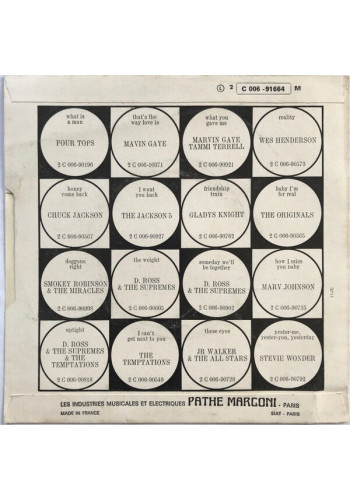 Ⓛ 2 C 006-91664 M
what is
a man
FOUR TOPS
2 C 006-90196
that's the
way love is
MAVIN GAYE
2 C 006-90371
what you
gave me
MARVIN GAYE
TAMMI TERRELL
2 C 006-90921
reality
WES HENDERSON
2 C 006-90573
honey
come back
CHUCK JACKSON
2 C 006-90567
I want
you back
THE JACKSON 5
2 C 006-90927
friendship
train
GLADYS KNIGHT
2 C 006-90762
baby I'm
for real
THE ORIGINALS
2 C 006-90565
doggone
right
SMOKEY ROBINSON
& THE MIRACLES
2 C 006-90298
the weight
D. ROSS
& THE SUPREMES
2 C 006-90605
someday we'll
be together
D. ROSS
& THE SUPREMES
2 C 006-90902
how I miss
you baby
MARV JOHNSON
2 C 006-90735
uptight
D. ROSS
& THE SUPREMES
& THE
TEMPTATIONS
I can't
get next to you
THE
TEMPTATIONS
2 C 006-90540
these eyes
JR WALKER
& THE ALL STARS
2 C 006-90720
yester-me,
yester-you, yesterday
STEVIE WONDER
2 C 006-90702
LES INDUSTRIES MUSICALES ET ELECTRIQUES PATHE MARCONI - PARIS
MADE IN FRANCE
SIAF - PARIS